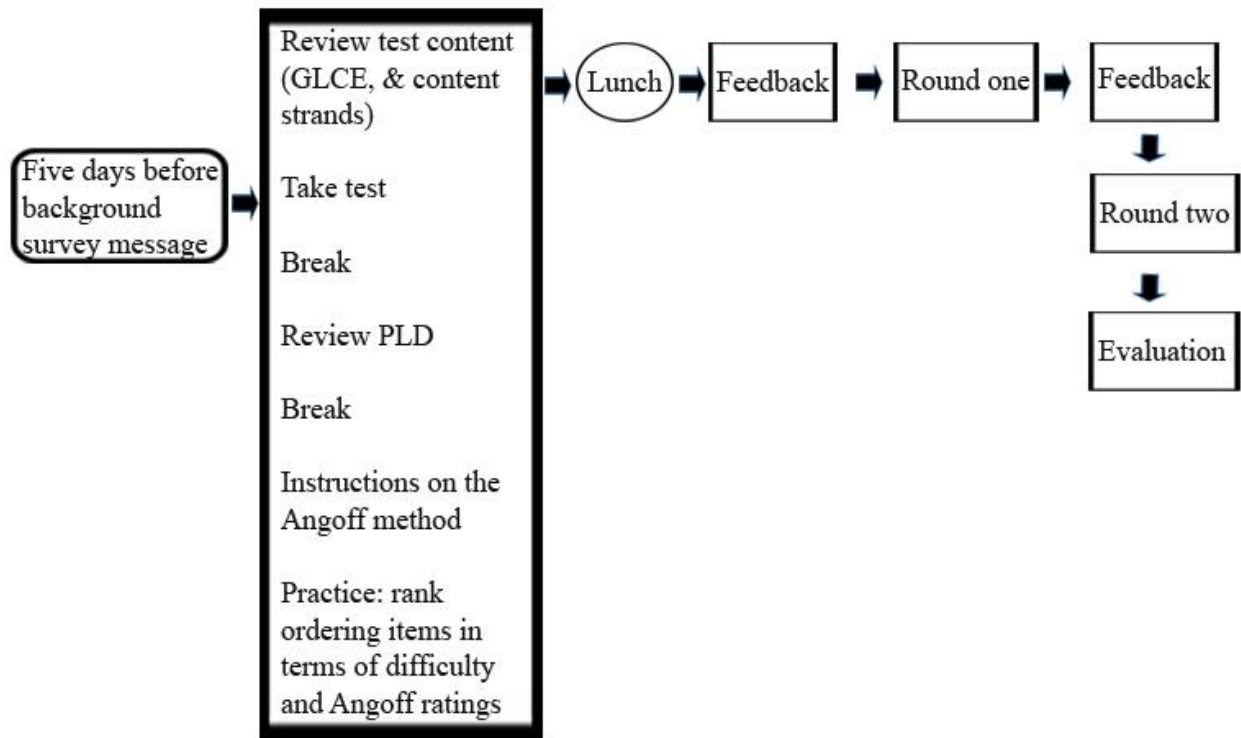 Five days before
background
survey message
Review test content
(GLCE, & content
strands)
Take test
Break
Review PLD
Break
Instructions on the
Angoff method
Practice: rank
ordering items in
terms of difficulty
and Angoff ratings
Lunch
Feedback
Round one
Feedback
Round two
Evaluation